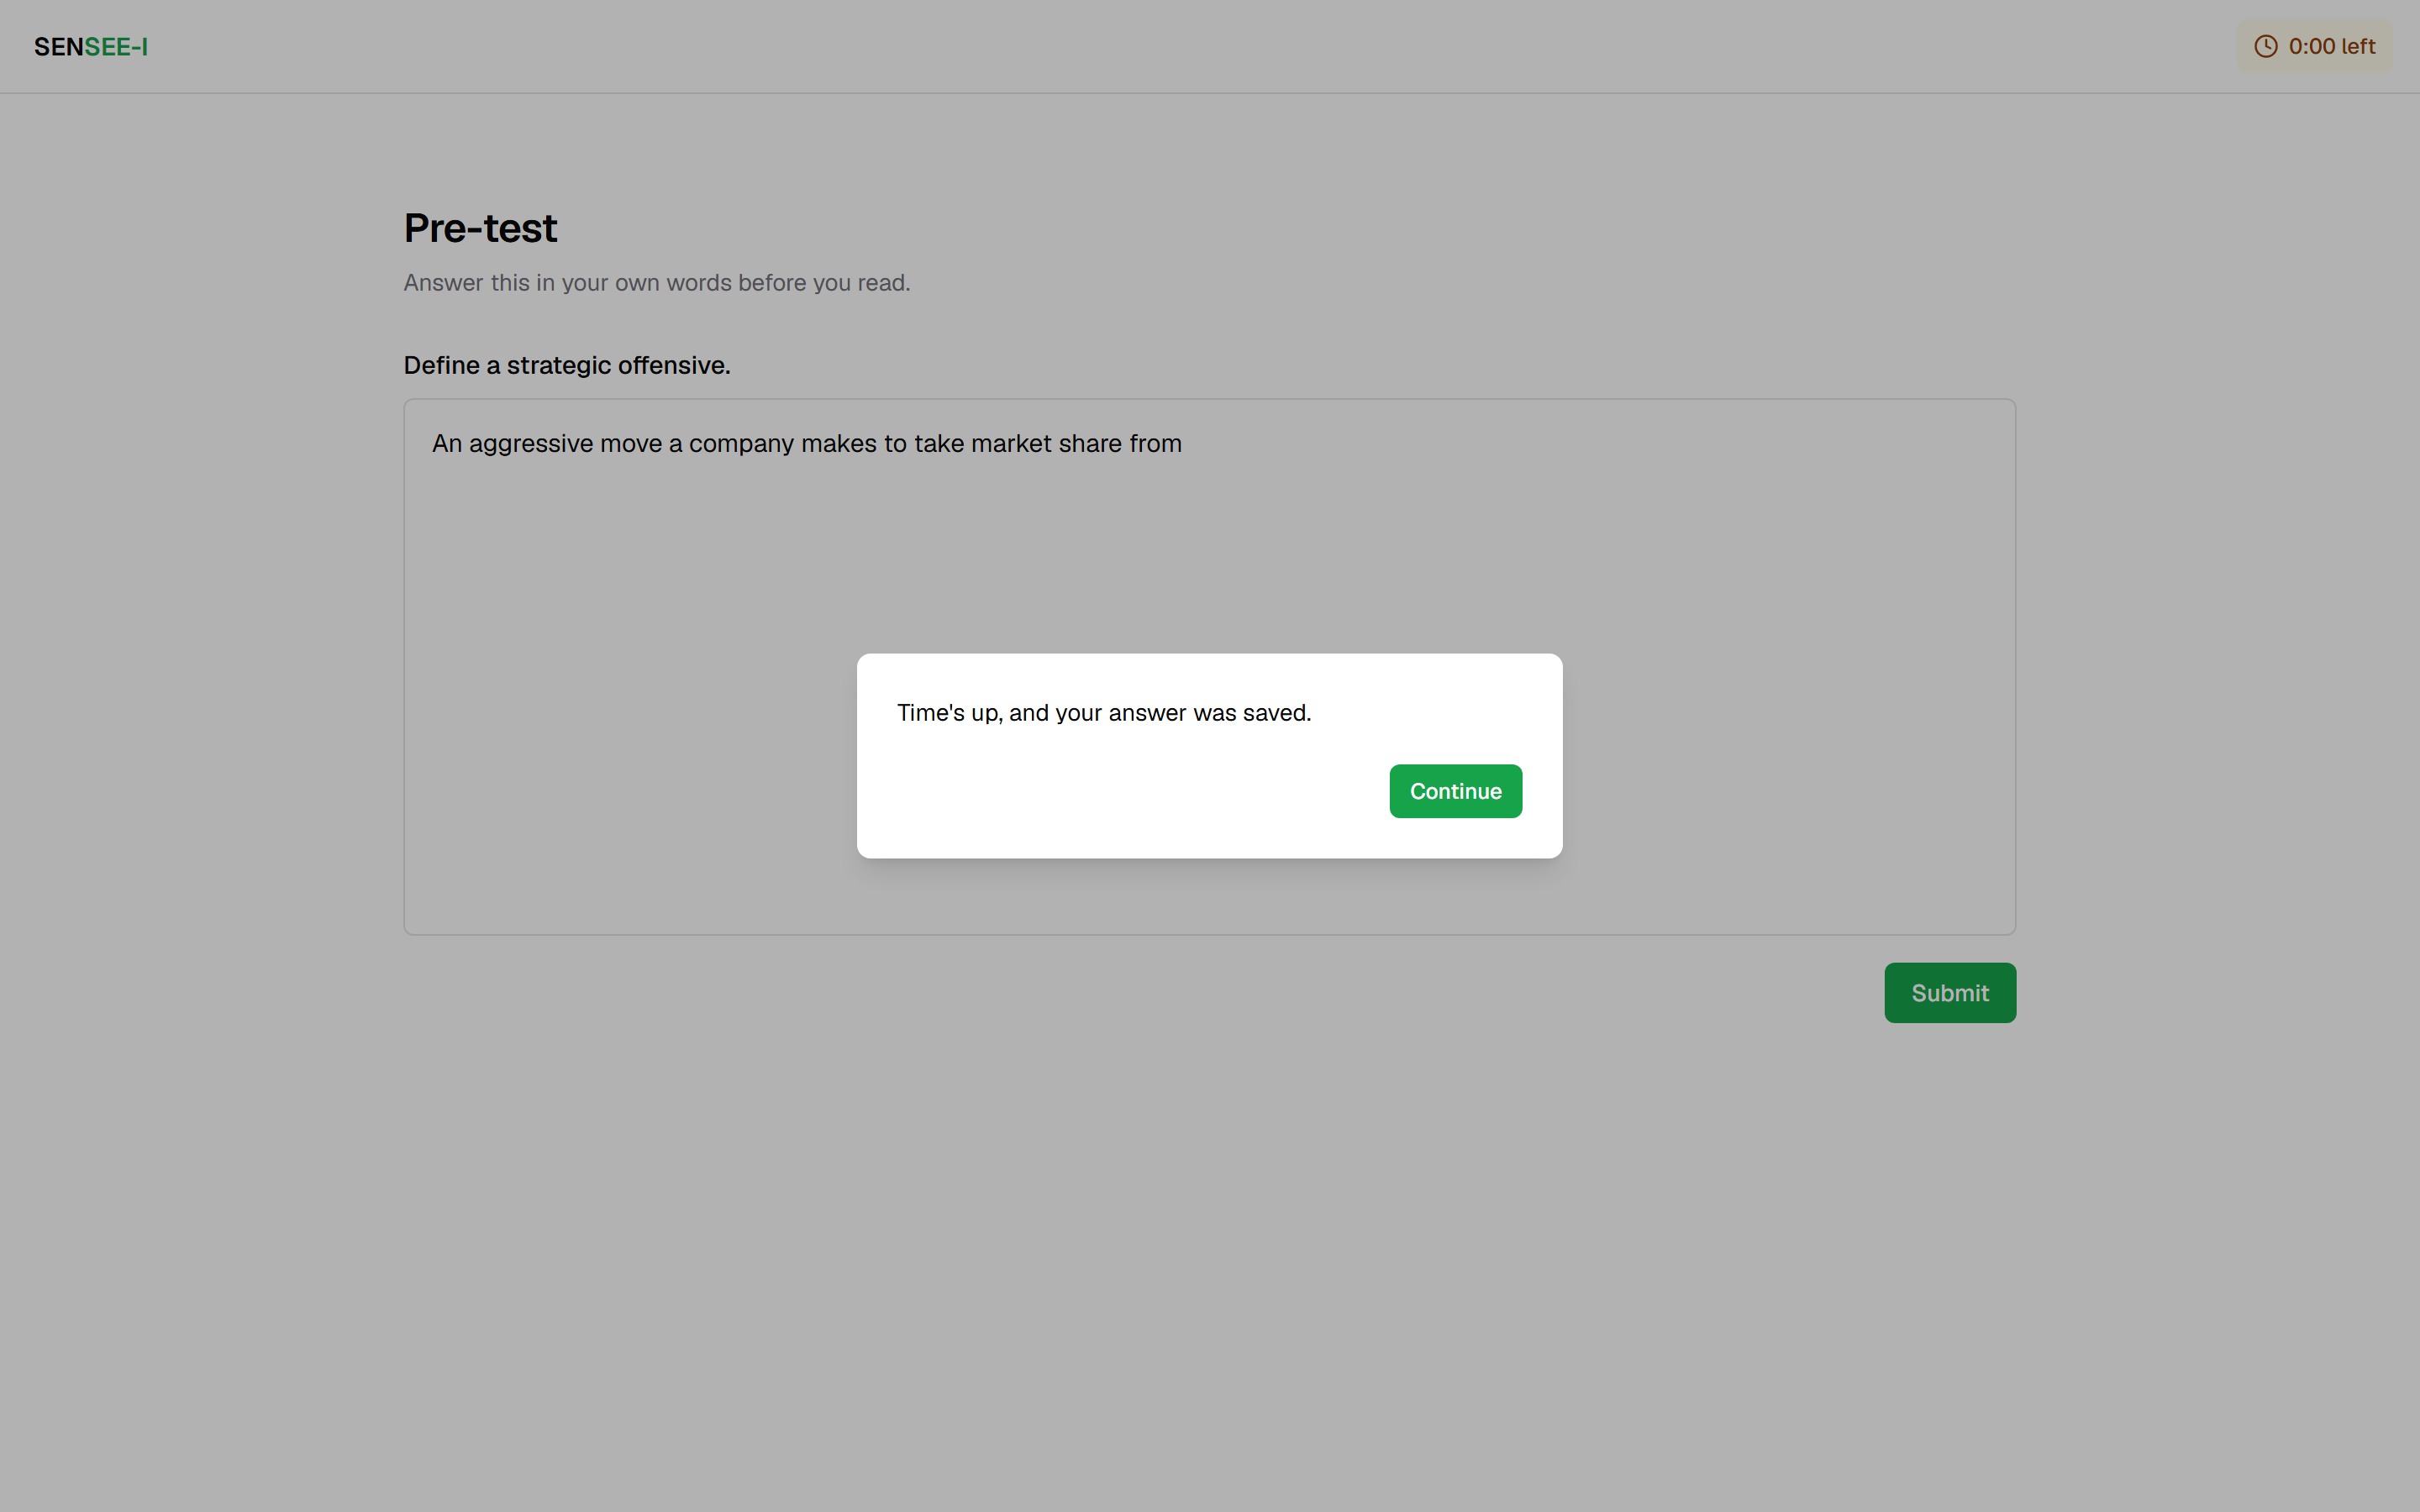 SENSEE-I
0:00 left
Pre-test
Answer this in your own words before you read.
Define a strategic offensive.
An aggressive move a company makes to take market share from
Time's up, and your answer was saved.
Continue
Submit